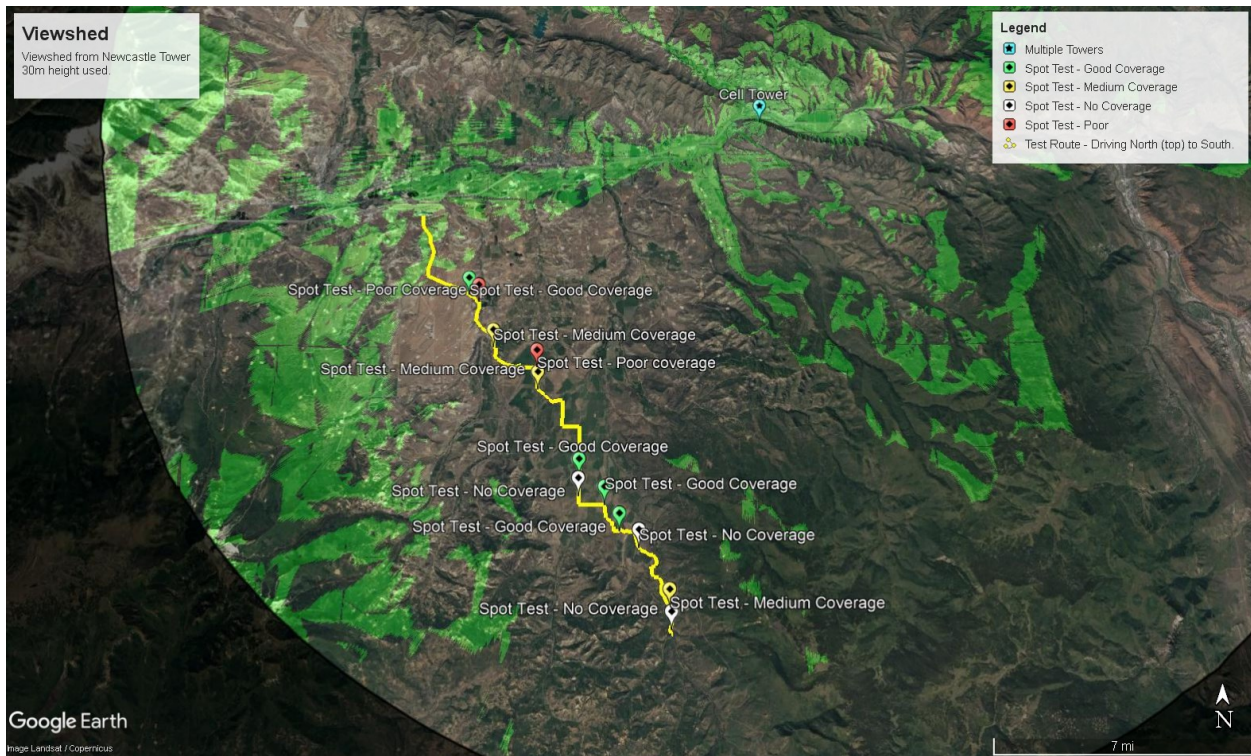 Viewshed
Viewshed from Newcastle Tower
30m height used.
Legend
Multiple Towers
Spot Test - Good Coverage
Spot Test - Medium Coverage
Spot Test - No Coverage
Spot Test - Poor
Test Route - Driving North (top) to South.
Cell Tower
Spot Test - Poor Coverage
Spot Test - Good Coverage
Spot Test - Medium Coverage
Spot Test - Poor coverage
Spot Test - Medium Coverage
Spot Test - Good Coverage
Spot Test - No Coverage
Spot Test - Good Coverage
Spot Test - Good Coverage
Spot Test - No Coverage
Spot Test - No Coverage
Spot Test - Medium Coverage
Google Earth
Image Landsat / Copernicus
N
7 mi